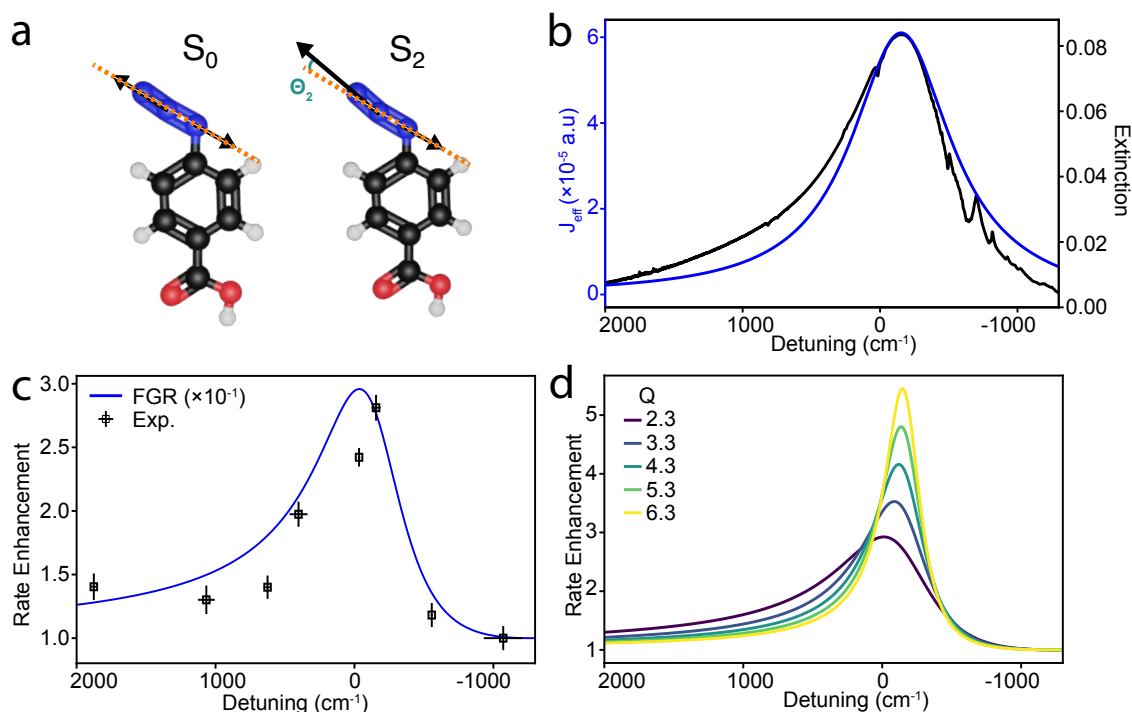 a
S0
S2
Θ2
b
6
4
2
0
Jeff (×10-5 a.u)
0.08
0.06
0.04
0.02
0.00
Extinction
2000 1000 0 -1000
Detuning (cm-1)
c
FGR (×10-1)
Exp.
3.0
2.5
2.0
1.5
1.0
Rate Enhancement
2000 1000 0 -1000
Detuning (cm-1)
d
Q
2.3
3.3
4.3
5.3
6.3
5
4
3
2
1
Rate Enhancement
2000 1000 0 -1000
Detuning (cm-1)